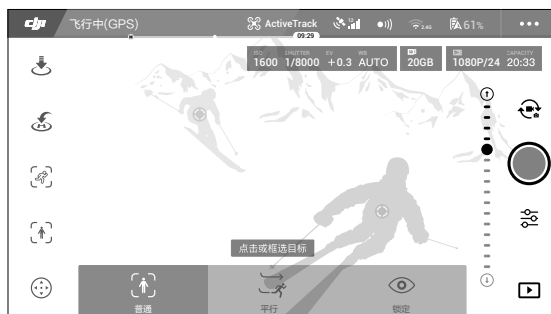 dji 飞行中(GPS) ActiveTrack 12 2.4G 61%
09:29
ISO SHUTTER EV WB CAPACITY
1600 1/8000 +0.3 AUTO 20GB 1080P/24 20:33
点击或框选目标
普通 平行 锁定